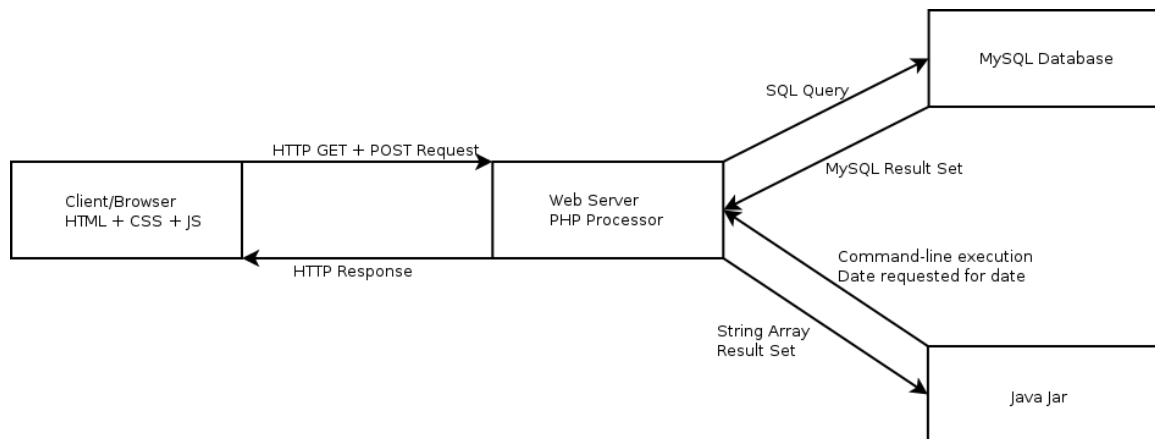 MySQL Database
SQL Query
HTTP GET + POST Request
MySQL Result Set
Client/Browser
HTML + CSS + JS
Web Server
PHP Processor
HTTP Response
Command-line execution
Date requested for date
String Array
Result Set
Java Jar